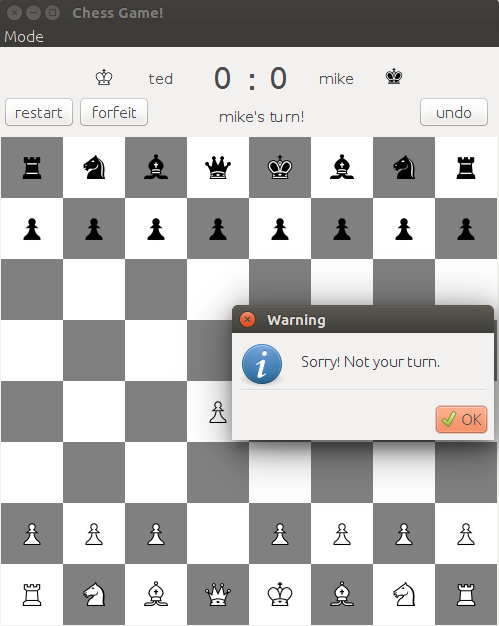 Chess Game!
Mode
ted 0 : 0 mike
restart forfeit mike's turn! undo
Warning
Sorry! Not your turn.
OK